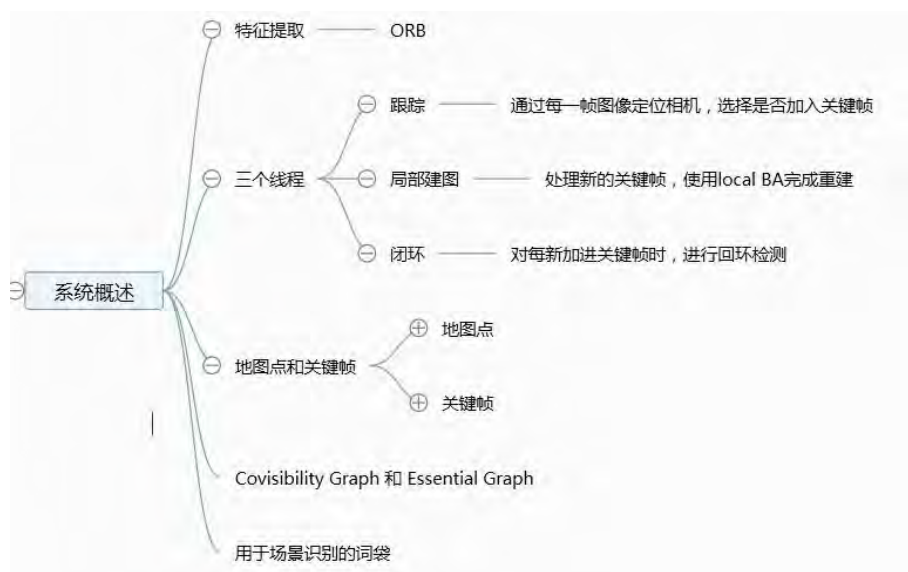 特征提取 ORB
跟踪 通过每一帧图像定位相机，选择是否加入关键帧
三个线程 局部建图 处理新的关键帧，使用local BA完成重建
闭环 对每新加进关键帧时，进行回环检测
系统概述
地图点
地图点和关键帧
关键帧
Covisibility Graph 和 Essential Graph
用于场景识别的词袋